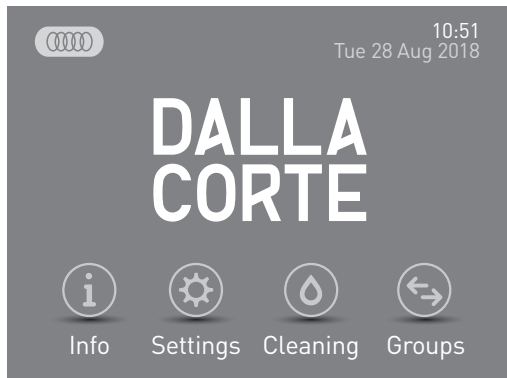 10:51
Tue 28 Aug 2018
DALLA
CORTE
Info
Settings
Cleaning
Groups